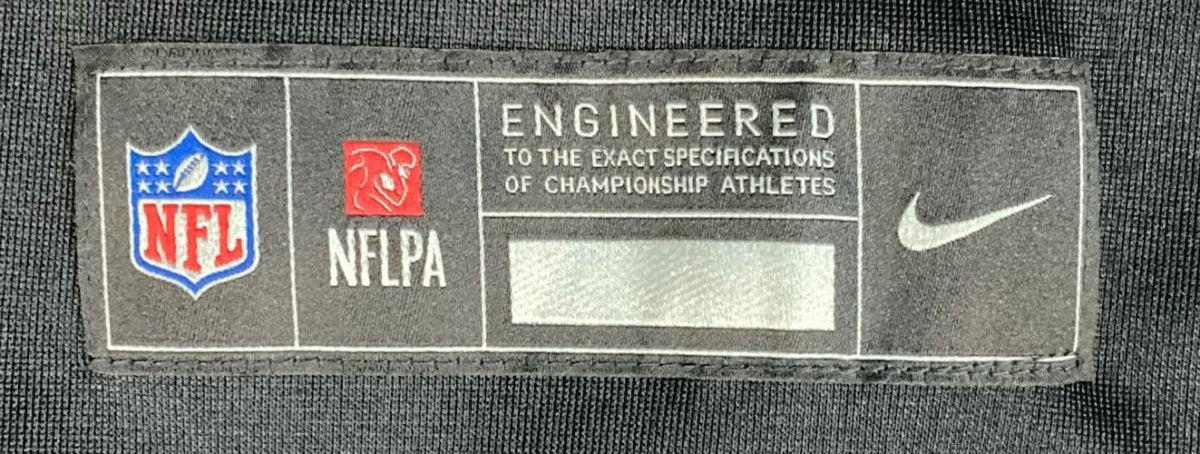 NFL
NFLPA
ENGINEERED
TO THE EXACT SPECIFICATIONS
OF CHAMPIONSHIP ATHLETES